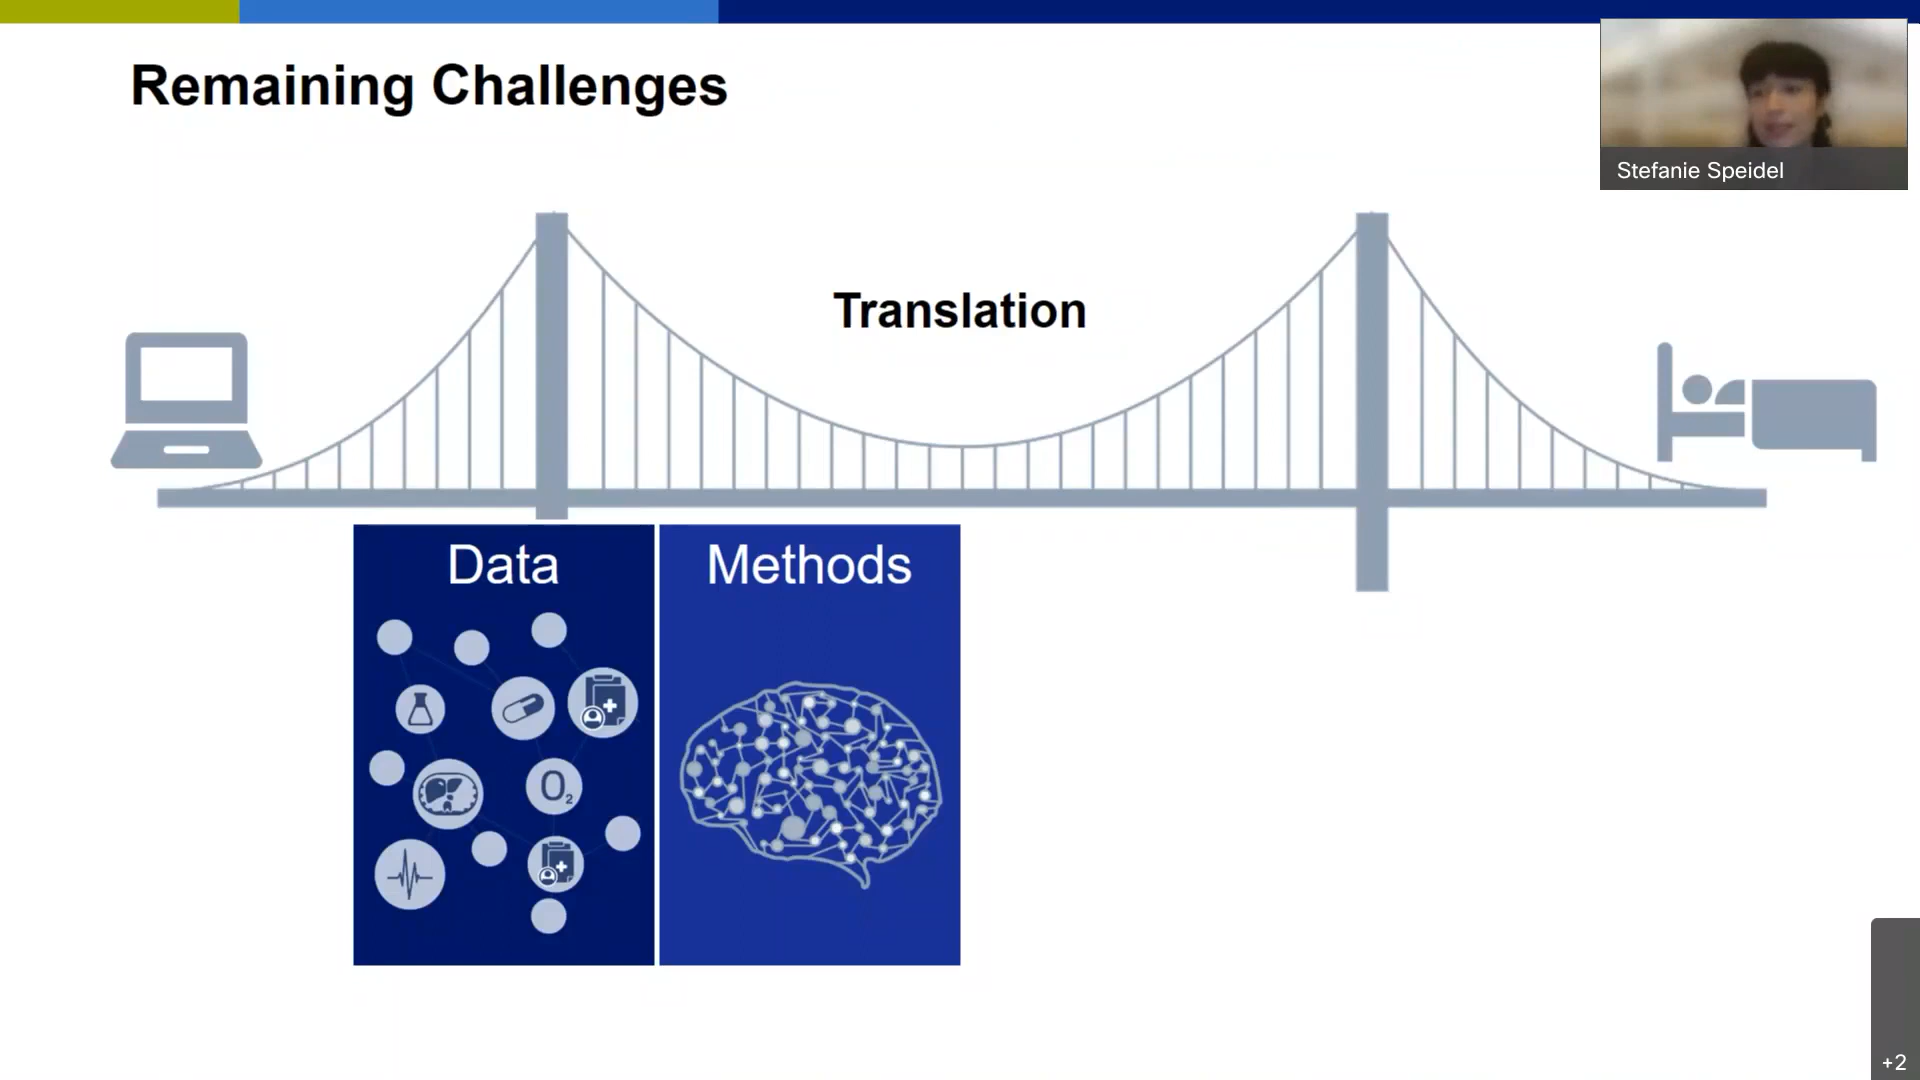 Remaining Challenges
Stefanie Speidel
Translation
Data
Methods
O₂
+2